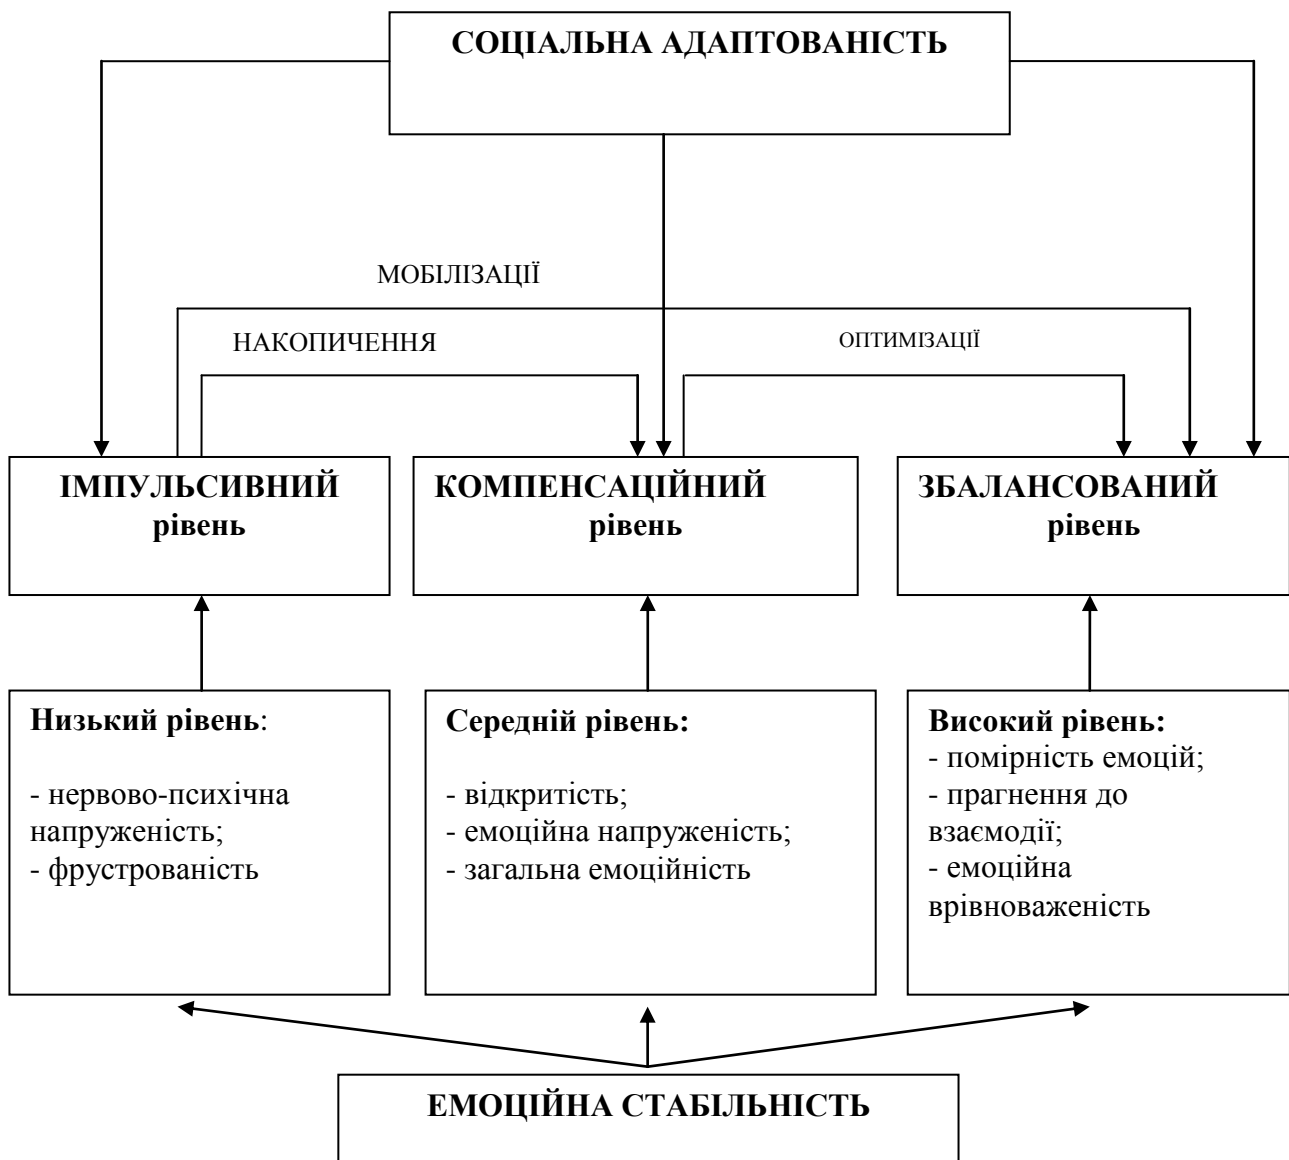 СОЦІАЛЬНА АДАПТОВАНІСТЬ
МОБІЛІЗАЦІЇ
НАКОПИЧЕННЯ
ОПТИМІЗАЦІЇ
ІМПУЛЬСИВНИЙ
рівень
КОМПЕНСАЦІЙНИЙ
рівень
ЗБАЛАНСОВАНИЙ
рівень
Низький рівень:
- нервово-психічна
напруженість;
- фрустрованість
Середній рівень:
- відкритість;
- емоційна напруженість;
- загальна емоційність
Високий рівень:
- помірність емоцій;
- прагнення до
взаємодії;
- емоційна
врівноваженість
ЕМОЦІЙНА СТАБІЛЬНІСТЬ